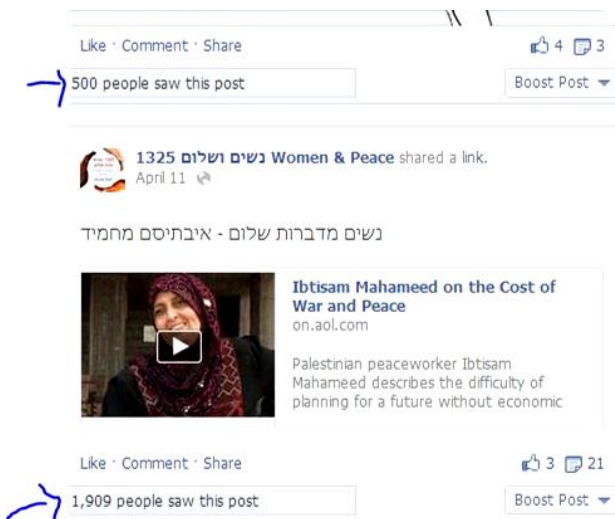 Like · Comment · Share 4 3
500 people saw this post Boost Post
1325 נשים ושלום Women & Peace shared a link.
April 11
נשים מדברות שלום - איבתיסם מחמיד
Ibtisam Mahameed on the Cost of
War and Peace
on.aol.com
Palestinian peaceworker Ibtisam
Mahameed describes the difficulty of
planning for a future without economic
Like · Comment · Share 3 21
1,909 people saw this post Boost Post